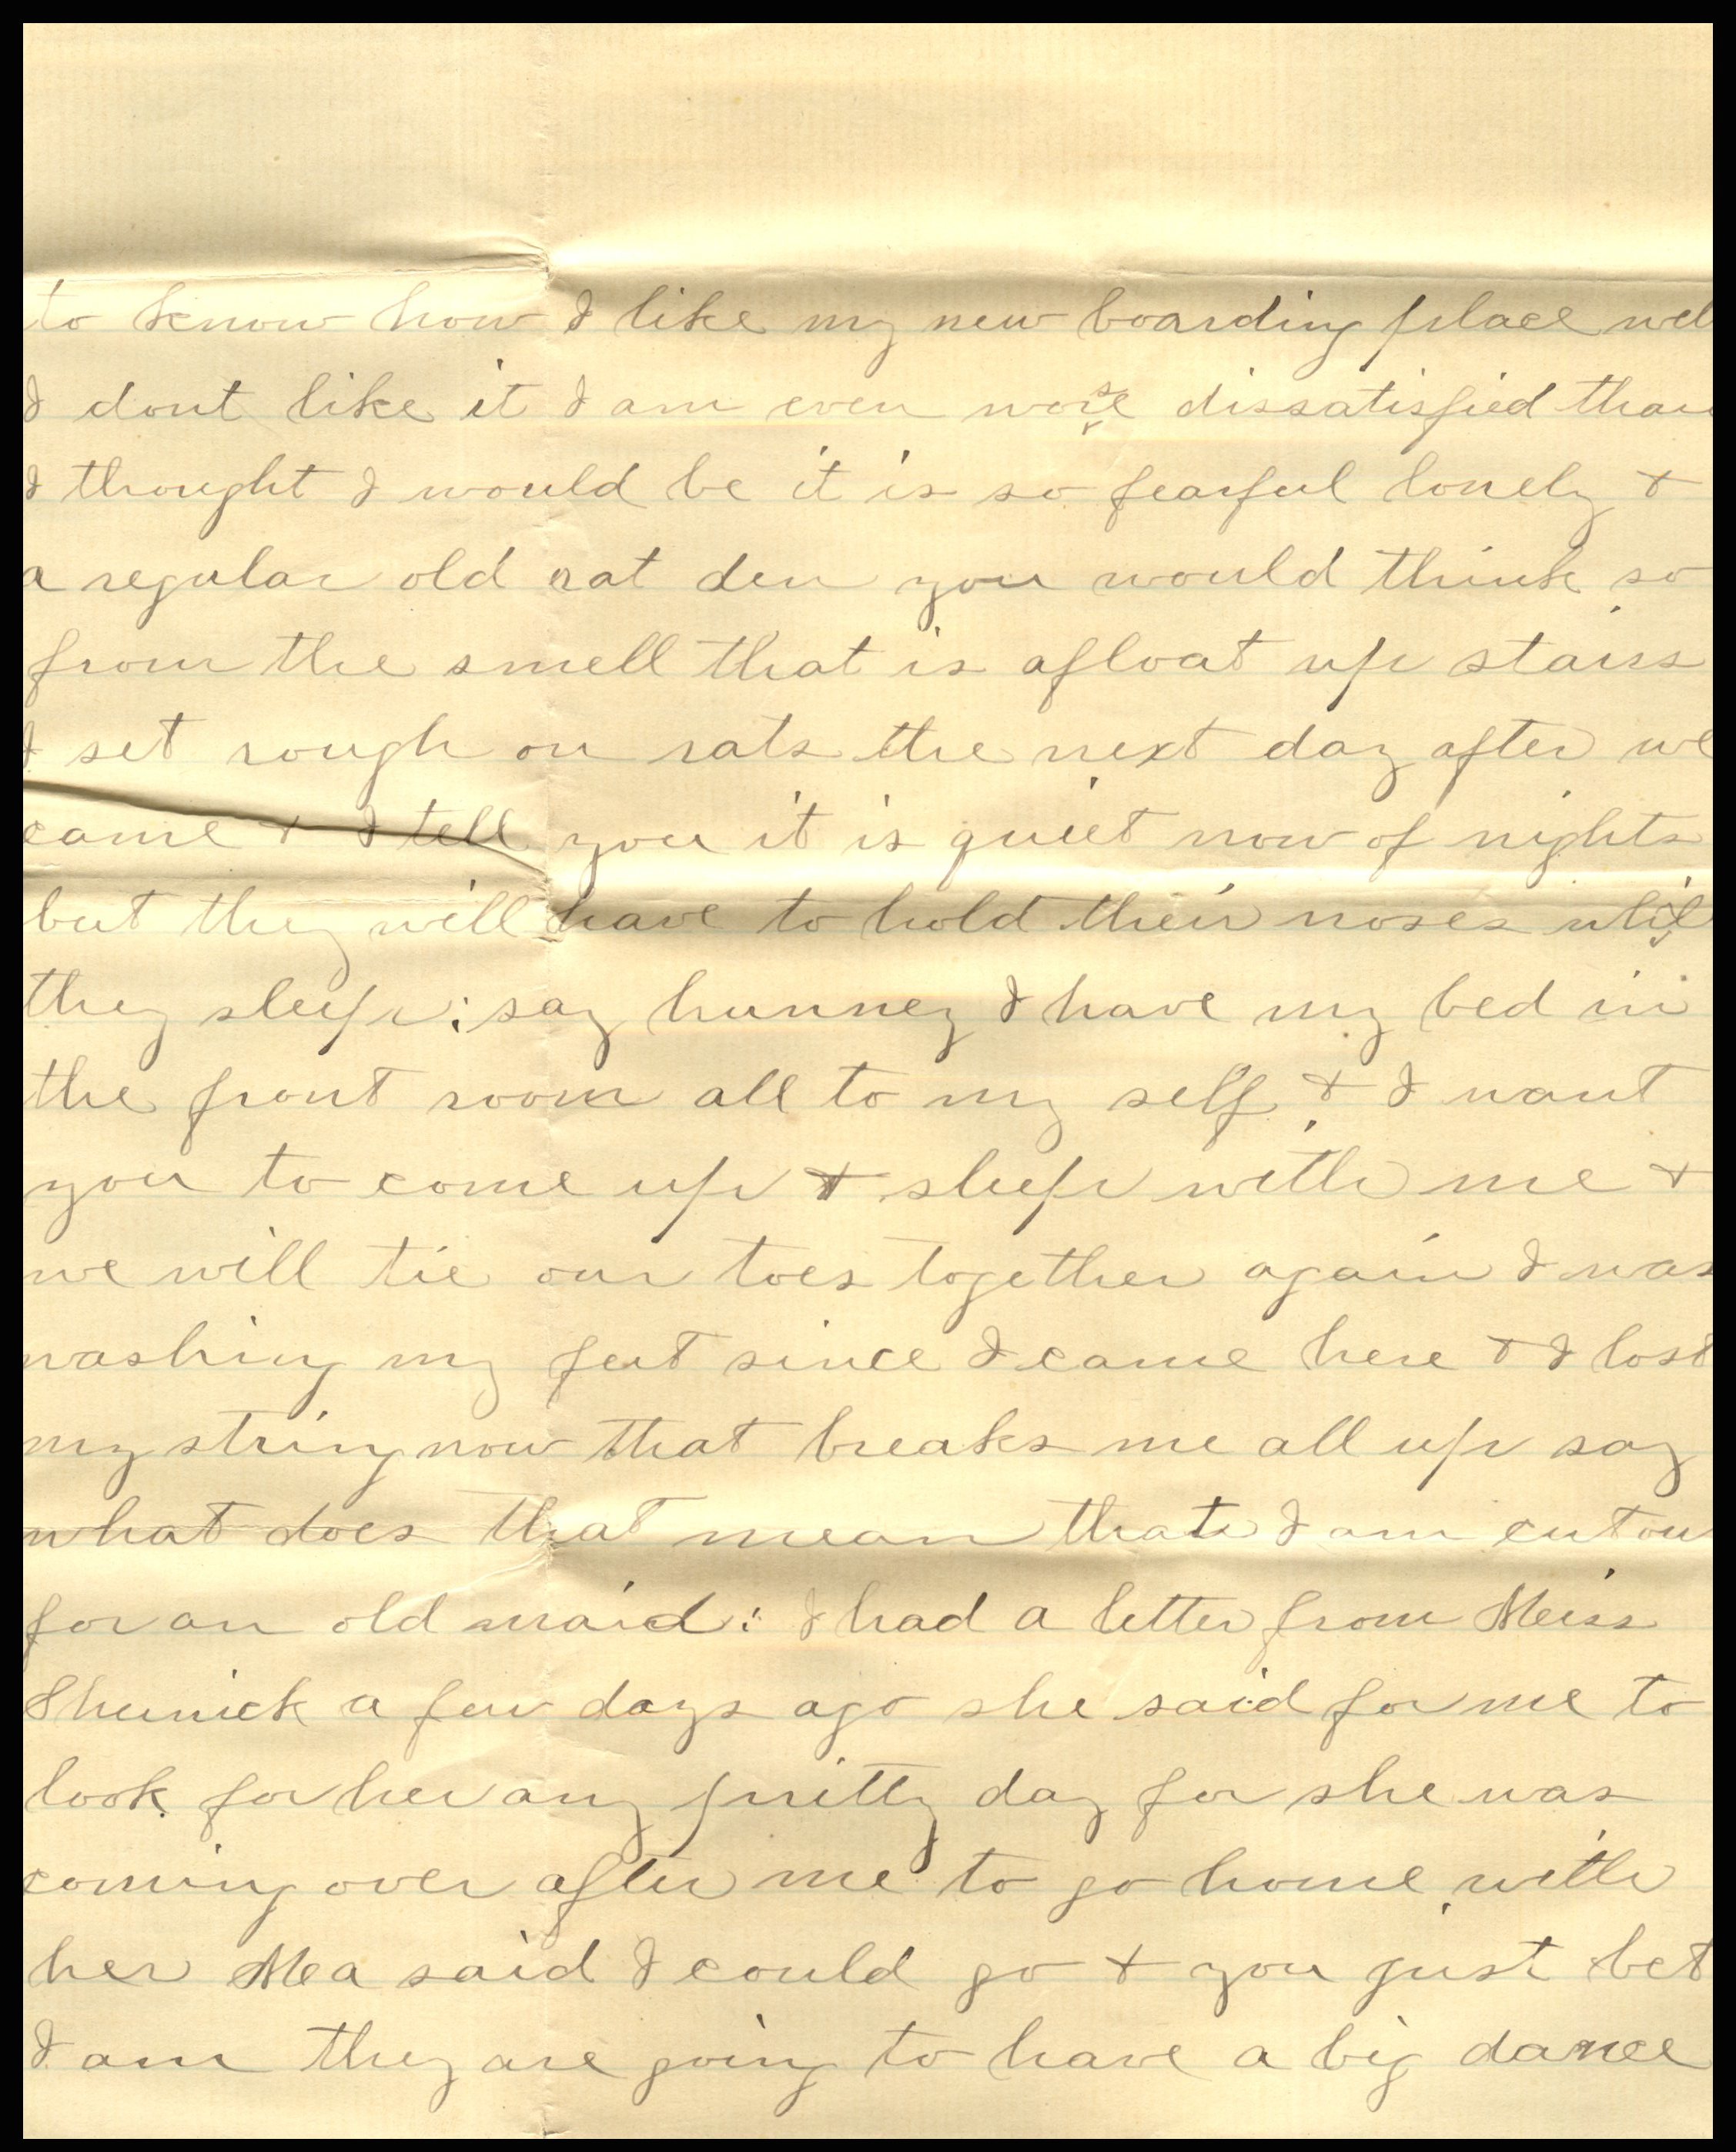 to know how I like my new boarding place wel
I dont like it I am even worse dissatisfied than
I thought I would be it is so fearful lonely +
a regular old rat den you would think so
from the smell that is afloat up stairs
I set rough on rats the next day after we
came + I tell you it is quiet now of nights
but they will have to hold their noses while
they sleep: say hunney I have my bed in
the front room all to my self + I want
you to come up + sleep with me +
we will tie our toes together again I was
washing my feet since I came here + I lost
my string now that breaks me all up say
what does that mean that I am cut ou
for an old maid: I had a letter from Miss
Shunick a few days ago she said for me to
look for her any pritty day for she was
coming over after me to go home with
her Ma said I could go + you just bet
I am they are going to have a big dance